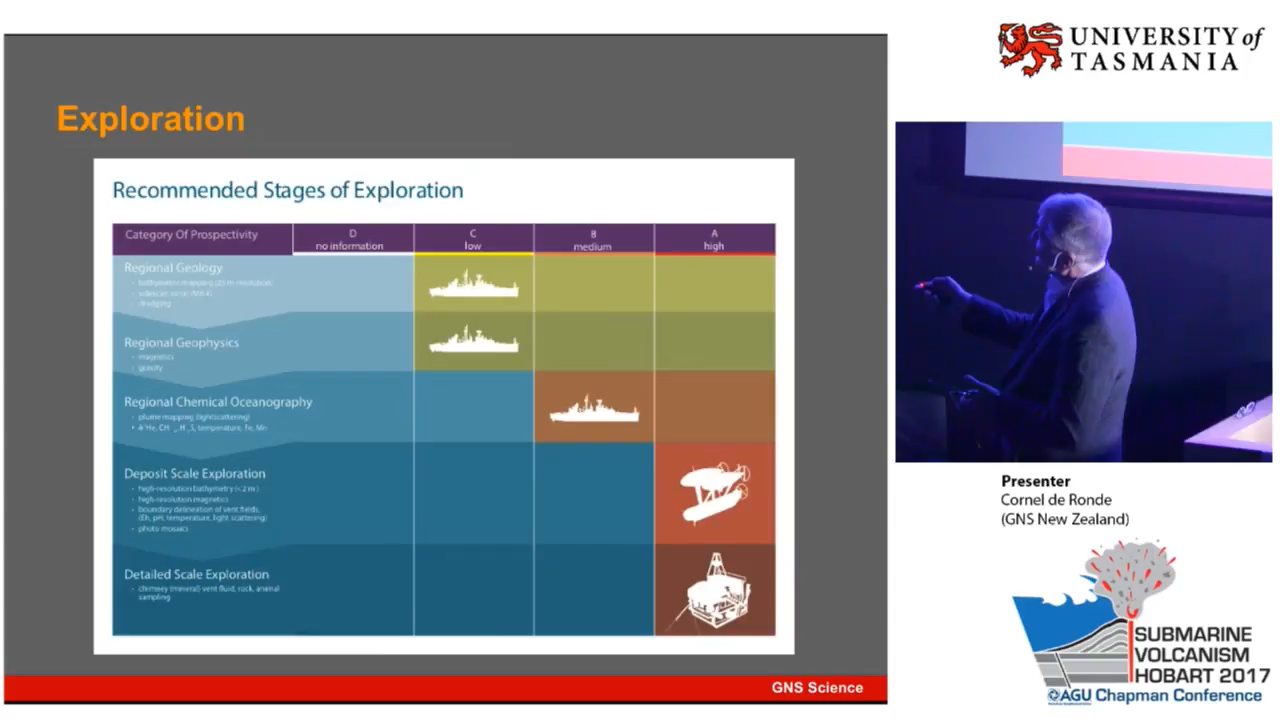 Exploration
Recommended Stages of Exploration
Category Of Prospectivity
D
no information
C
low
B
medium
A
high
Regional Geology
dredging
Regional Geophysics
magnetics
gravity
Regional Chemical Oceanography
plume mapping (lightscattering)
S, temperature, Fe, Mn
Deposit Scale Exploration
high-resolution bathymetry (<2 m)
high-resolution magnetics
boundary delineation of vent fields,
(Eh, pH, temperature, light scattering)
photo mosaics
Detailed Scale Exploration
chimney (mineral) vent fluid, rock, animal
sampling
GNS Science
UNIVERSITY of
TASMANIA
Presenter
Cornel de Ronde
(GNS New Zealand)
SUBMARINE
VOLCANISM
HOBART 2017
AGU Chapman Conference